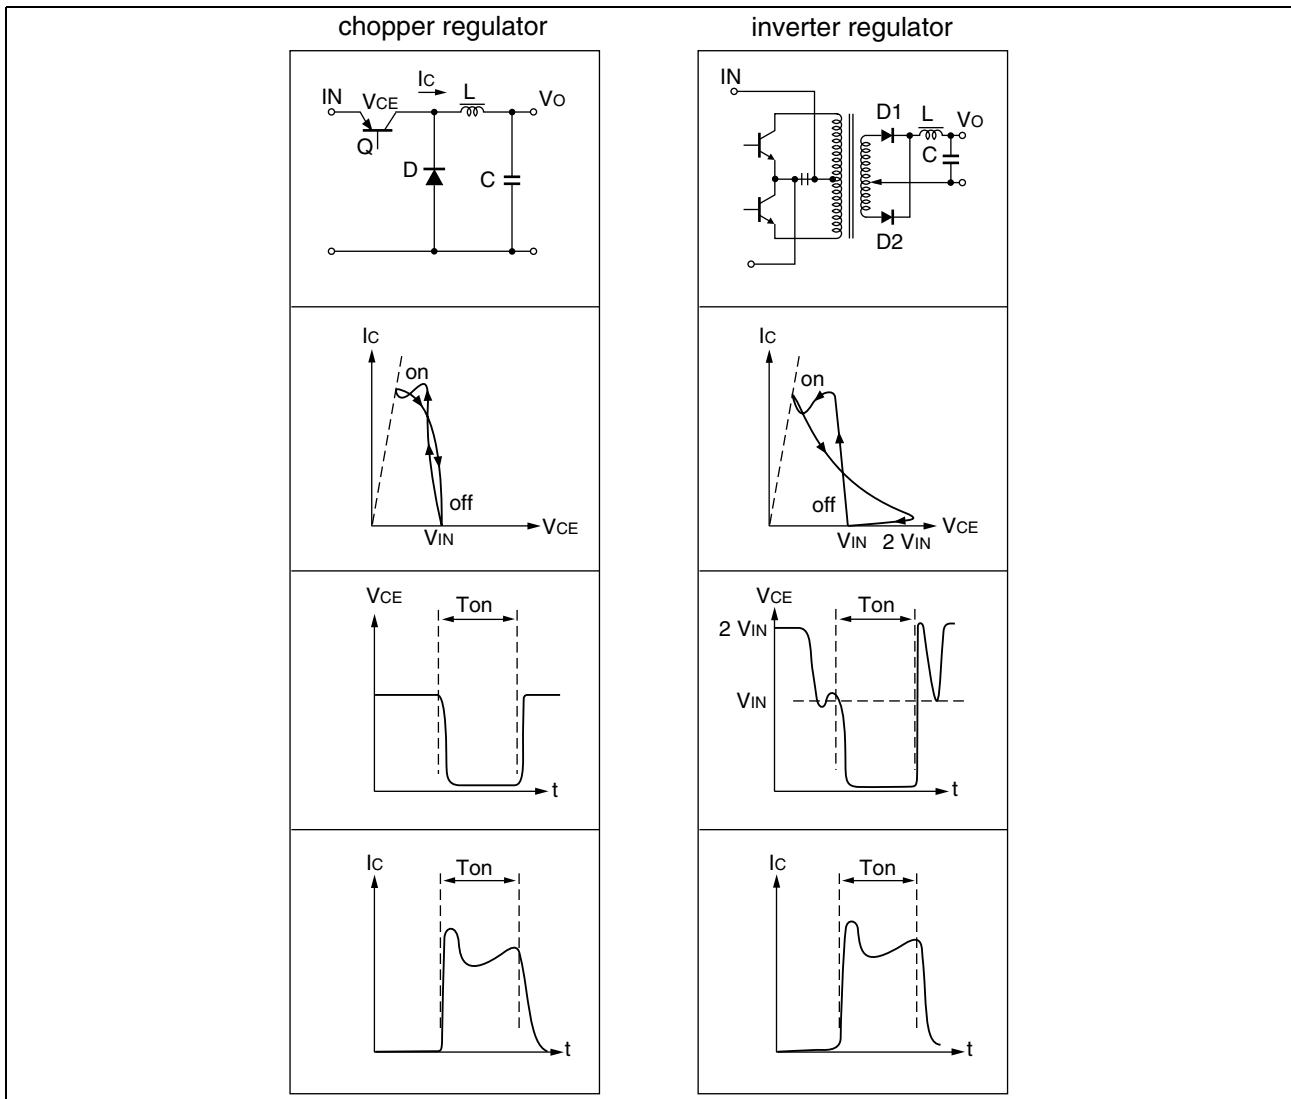 chopper regulator
IN
VCE
IC
L
VO
Q
D
C
IC
on
off
VIN
VCE
VCE
Ton
t
IC
Ton
t
inverter regulator
IN
D1
L
VO
C
D2
IC
on
off
VIN
2 VIN
VCE
VCE
Ton
2 VIN
VIN
t
IC
Ton
t